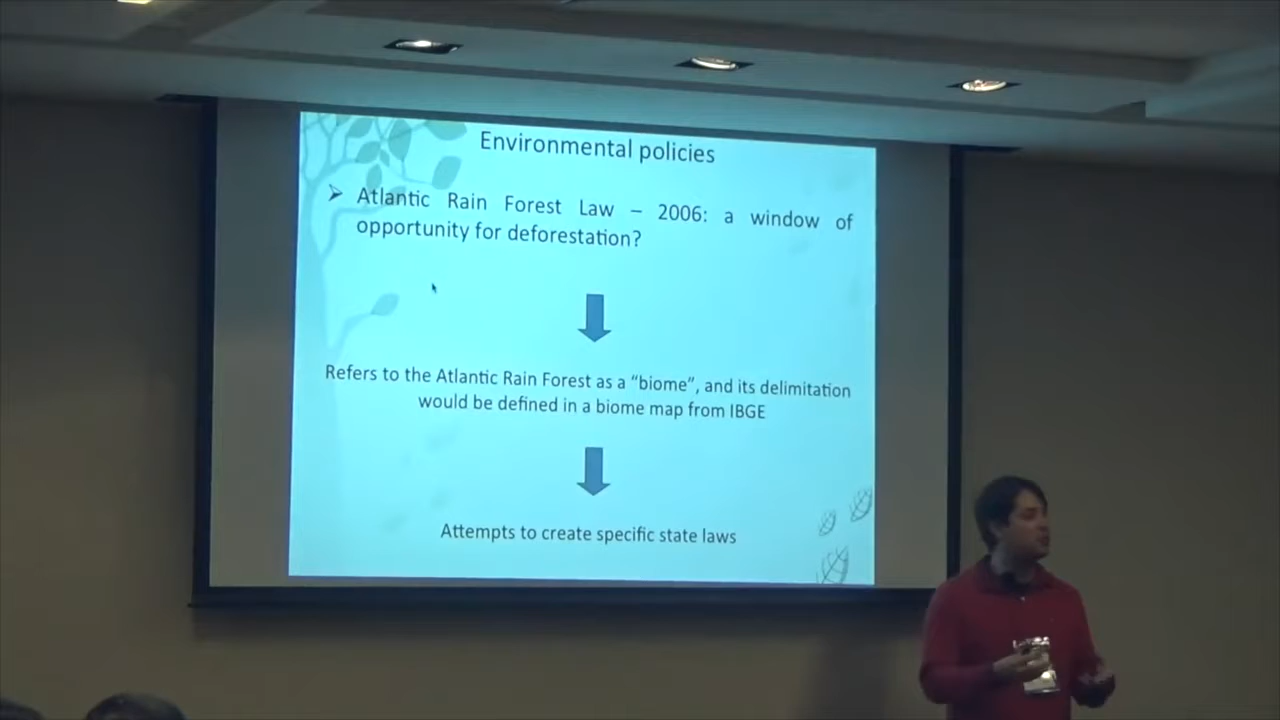 Environmental policies
➢ Atlantic Rain Forest Law – 2006: a window of
opportunity for deforestation?
Refers to the Atlantic Rain Forest as a “biome”, and its delimitation
would be defined in a biome map from IBGE
Attempts to create specific state laws